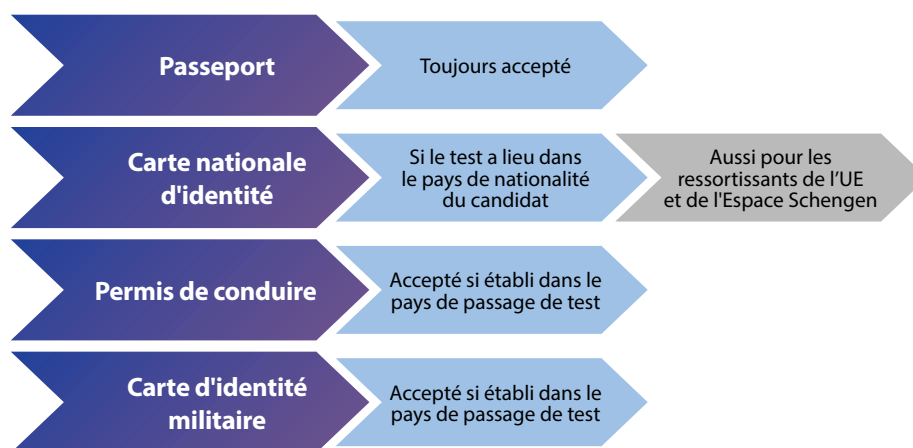 Passeport
Toujours accepté
Carte nationale
d'identité
Si le test a lieu dans
le pays de nationalité
du candidat
Aussi pour les
ressortissants de l’UE
et de l'Espace Schengen
Permis de conduire
Accepté si établi dans le
pays de passage de test
Carte d'identité
militaire
Accepté si établi dans le
pays de passage de test